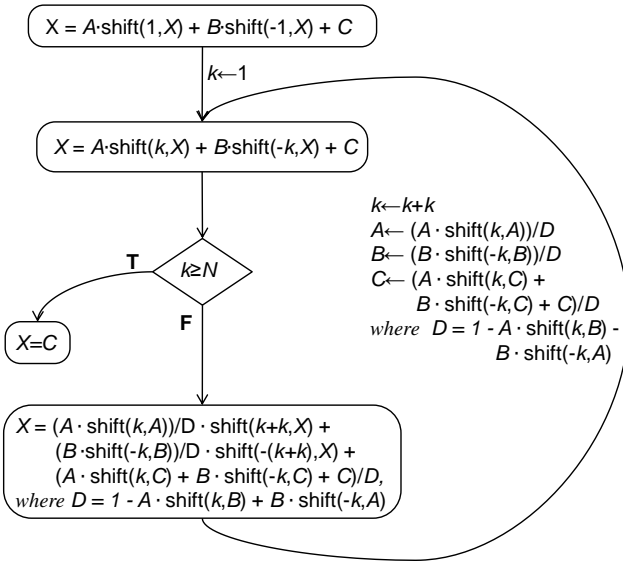 X = A·shift(1,X) + B·shift(-1,X) + C
k←1
X = A·shift(k,X) + B·shift(-k,X) + C
k≥N
T
F
X=C
k←k+k
A← (A · shift(k,A))/D
B← (B · shift(-k,B))/D
C← (A · shift(k,C) +
B · shift(-k,C) + C)/D
where D = 1 - A · shift(k,B) -
B · shift(-k,A)
X = (A · shift(k,A))/D · shift(k+k,X) +
(B·shift(-k,B))/D · shift(-(k+k),X) +
(A · shift(k,C) + B · shift(-k,C) + C)/D,
where D = 1 - A · shift(k,B) + B · shift(-k,A)